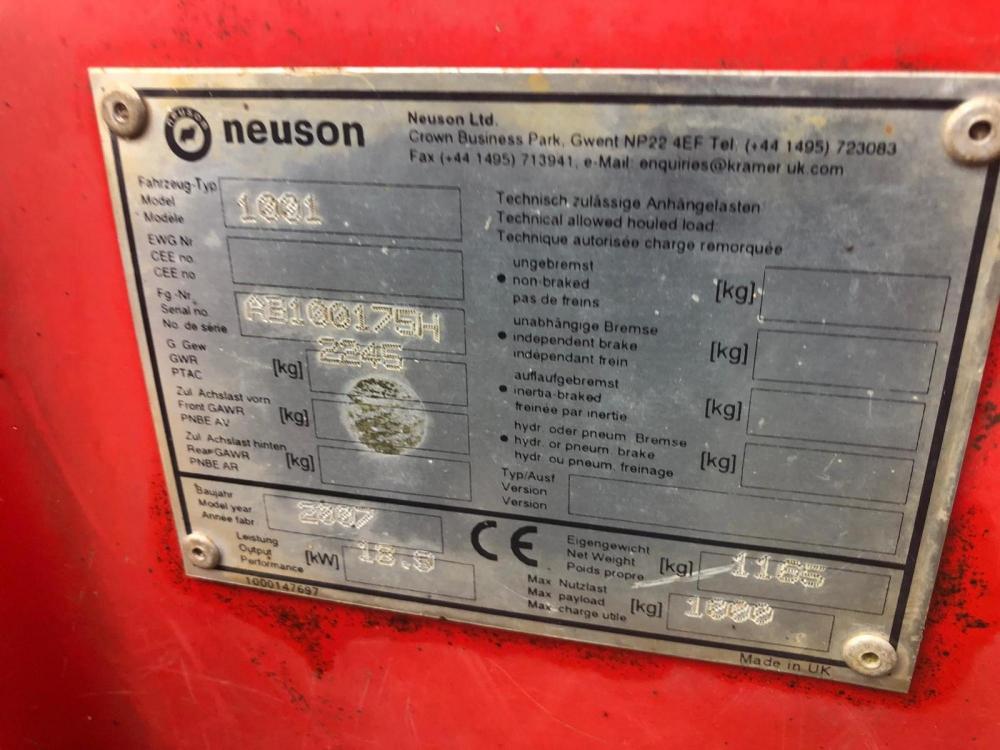 neuson
neuson
Neuson Ltd.
Crown Business Park, Gwent NP22 4EF Tel: (+44 1495) 723083
Fax (+44 1495) 713941, e-Mail: enquiries@kramer uk.com
Fahrzeug-Typ
Model
Modèle
1001
EWG Nr
CEE no.
CEE no
Fg.-Nr.
Serial no.
No. de série
AB100175H
G. Gew
GWR
PTAC
[kg]
2245
Zul. Achslast vorn
Front GAWR
PNBE AV
[kg]
Zul. Achslast hinten
Rear GAWR
PNBE AR
[kg]
Technisch zulässige Anhängelasten
Technical allowed houled load:
Technique autorisée charge remorquée
ungebremst
• non-braked
pas de freins
[kg]
unabhängige Bremse
• independent brake
indépendant frein
[kg]
auflaufgebremst
• inertia-braked
freinée par inertie
[kg]
hydr. oder pneum. Bremse
• hydr. or pneum. brake
hydr. ou pneum. freinage
[kg]
Typ/Ausf
Version
Version
Baujahr
Model year
Année fabr
2007
Leistung
Output
Performance
[kW]
18.9
CE
Eigengewicht
Net Weight
Poids propre
[kg]
Max Nutzlast
Max payload
Max charge utile
[kg]
1000
1000147697
Made in UK